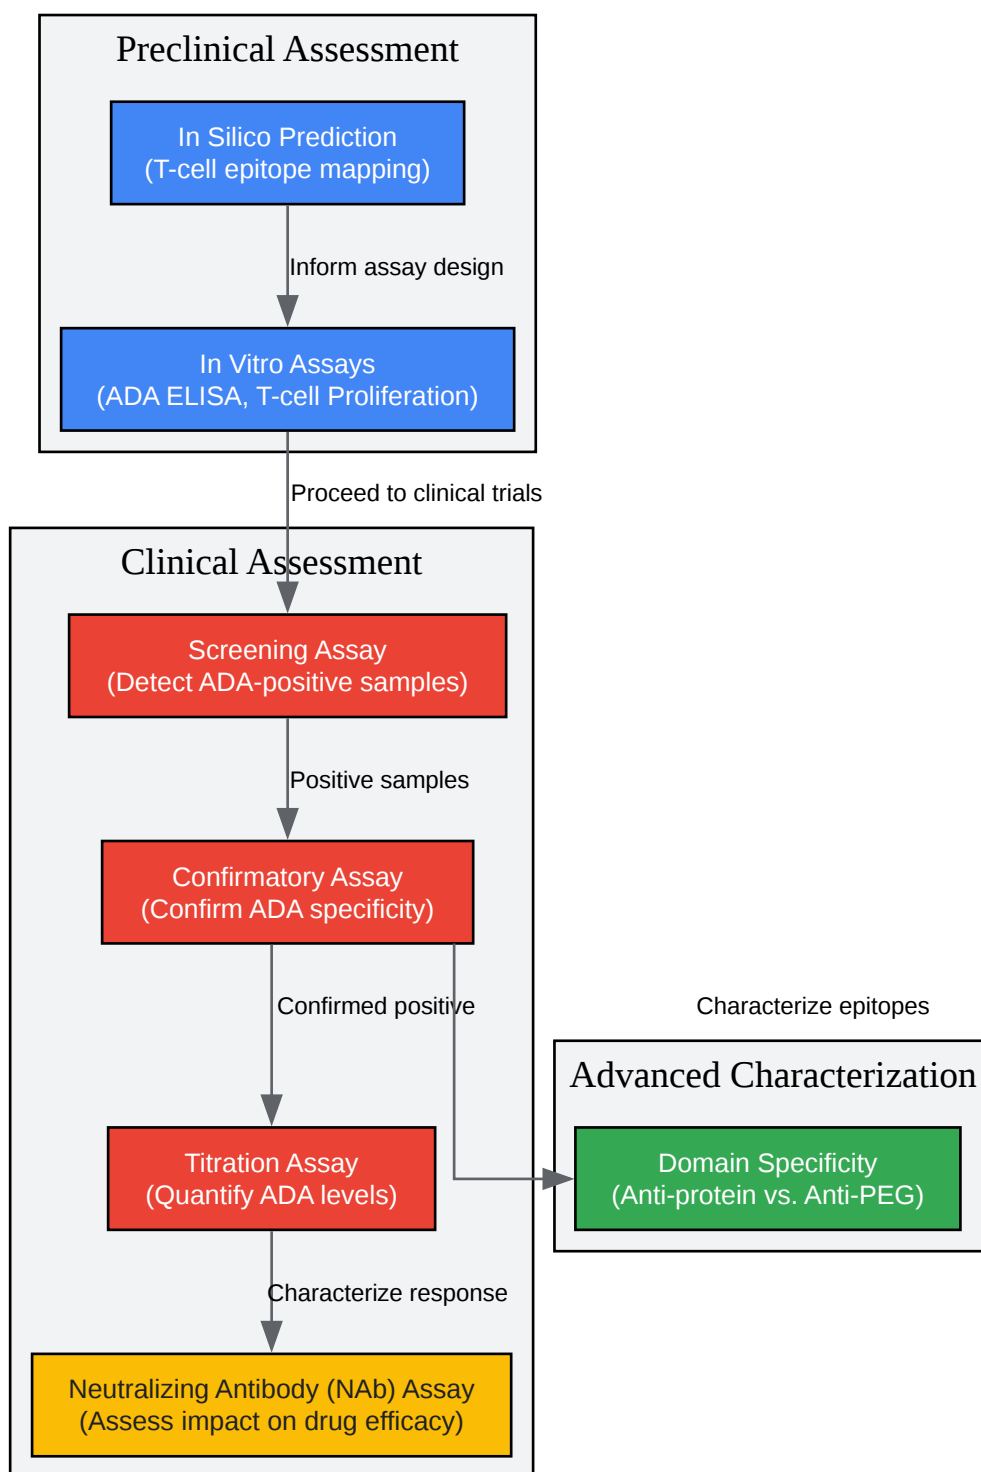 Preclinical Assessment
In Silico Prediction
(T-cell epitope mapping)
Inform assay design
In Vitro Assays
(ADA ELISA, T-cell Proliferation)
Proceed to clinical trials
Clinical Assessment
Screening Assay
(Detect ADA-positive samples)
Positive samples
Confirmatory Assay
(Confirm ADA specificity)
Confirmed positive
Characterize epitopes
Advanced Characterization
Titration Assay
(Quantify ADA levels)
Domain Specificity
(Anti-protein vs. Anti-PEG)
Characterize response
Neutralizing Antibody (NAb) Assay
(Assess impact on drug efficacy)